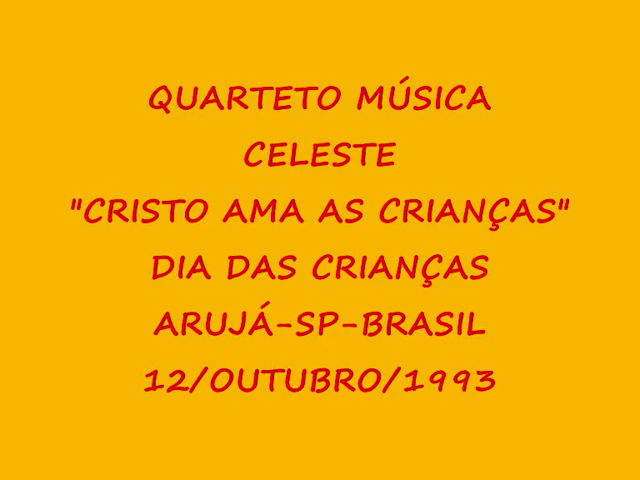 QUARTETO MÚSICA
CELESTE
"CRISTO AMA AS CRIANÇAS"
DIA DAS CRIANÇAS
ARUJÁ-SP-BRASIL
12/OUTUBRO/1993